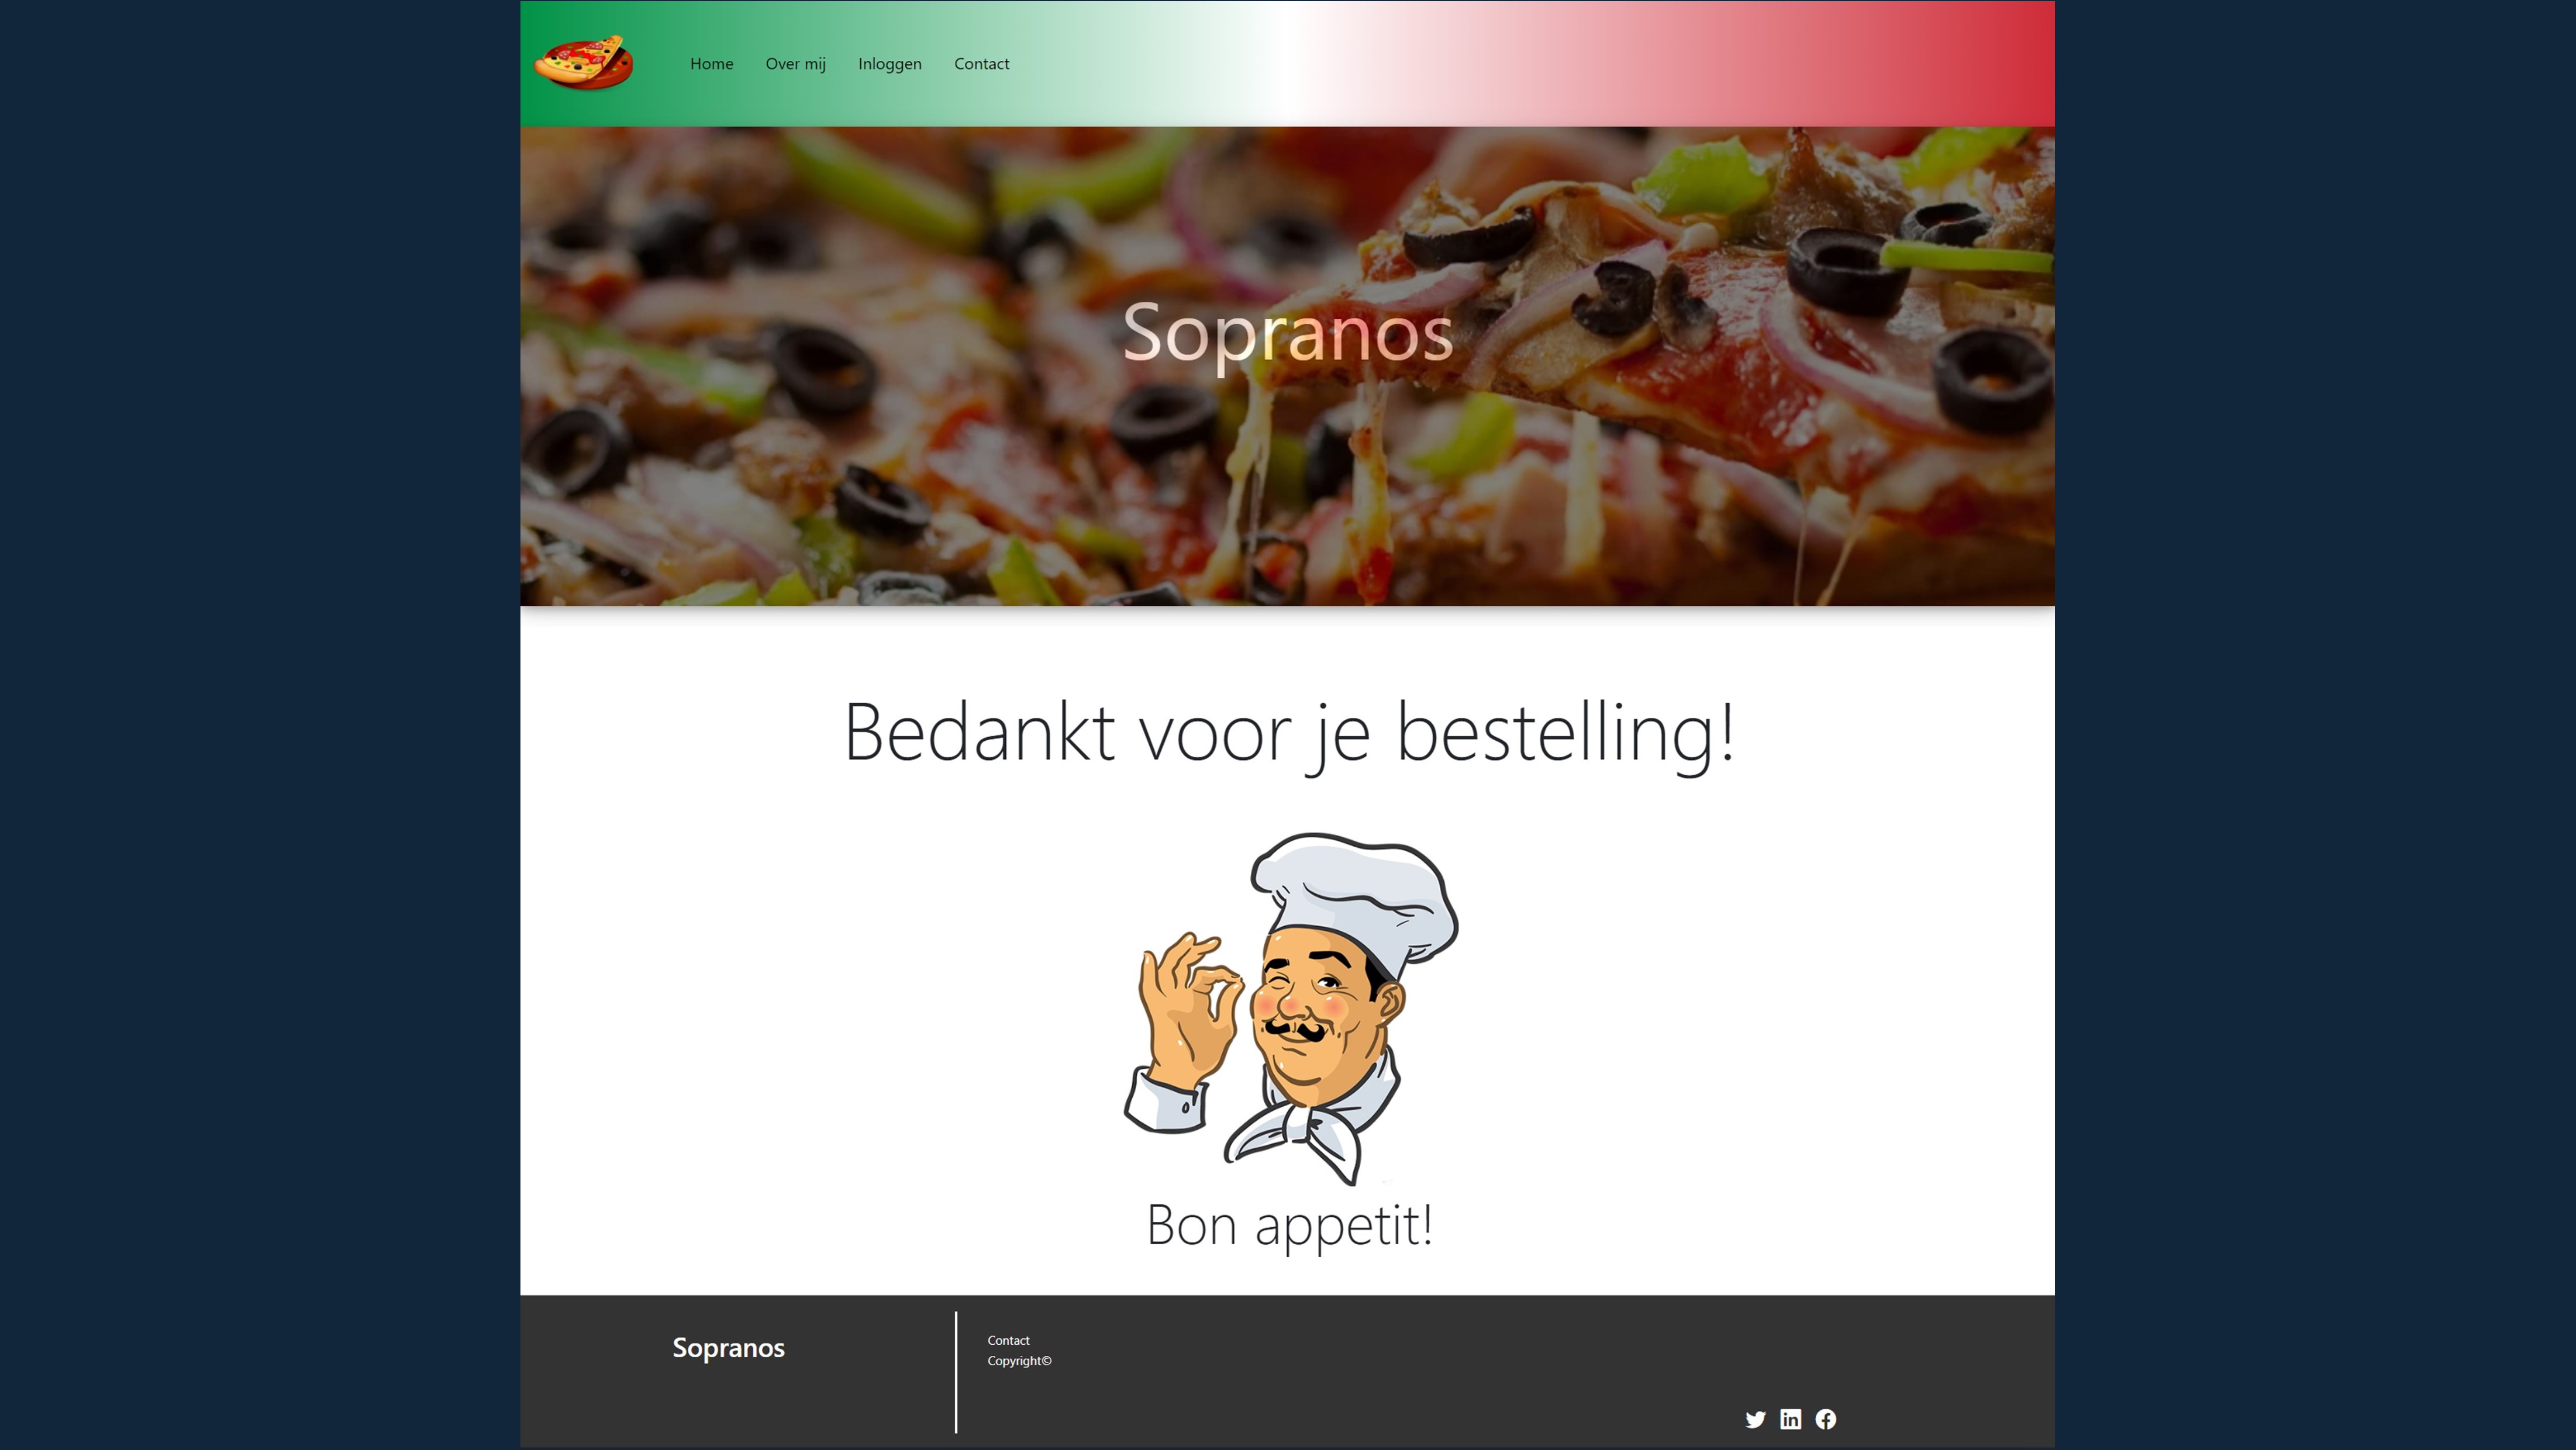 Home Over mij Inloggen Contact
Sopranos
Bedankt voor je bestelling!
Bon appetit!
Sopranos
Contact
Copyright©